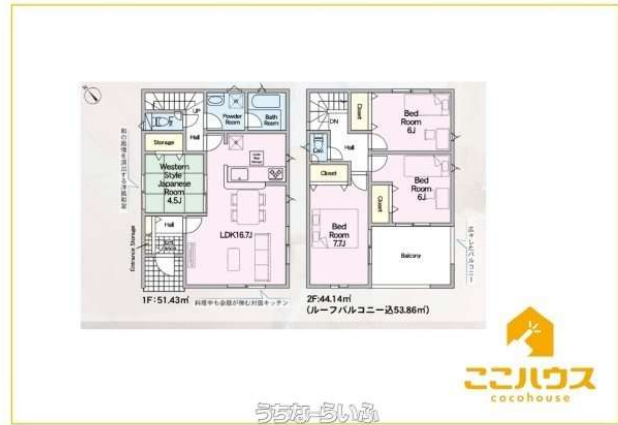 UP
Powder Room
Bath Room
Hall
Storage
Western Style Japanese Room 4.5J
Hall
Entrance Storage
LDK16.7J
1F:51.43㎡
料理中も会話が弾む対面キッチン
DN
Closet
Bed Room 6J
Hall
Closet
Closet
Bed Room 6J
Bed Room 7.7J
Balcony
2F:44.14㎡
(ルーフバルコニー込53.86㎡)
ここハウス
cocohouse
うちなーらいふ